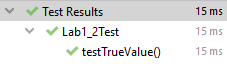 Test Results 15 ms
Lab1_2Test 15 ms
testTrueValue() 15 ms